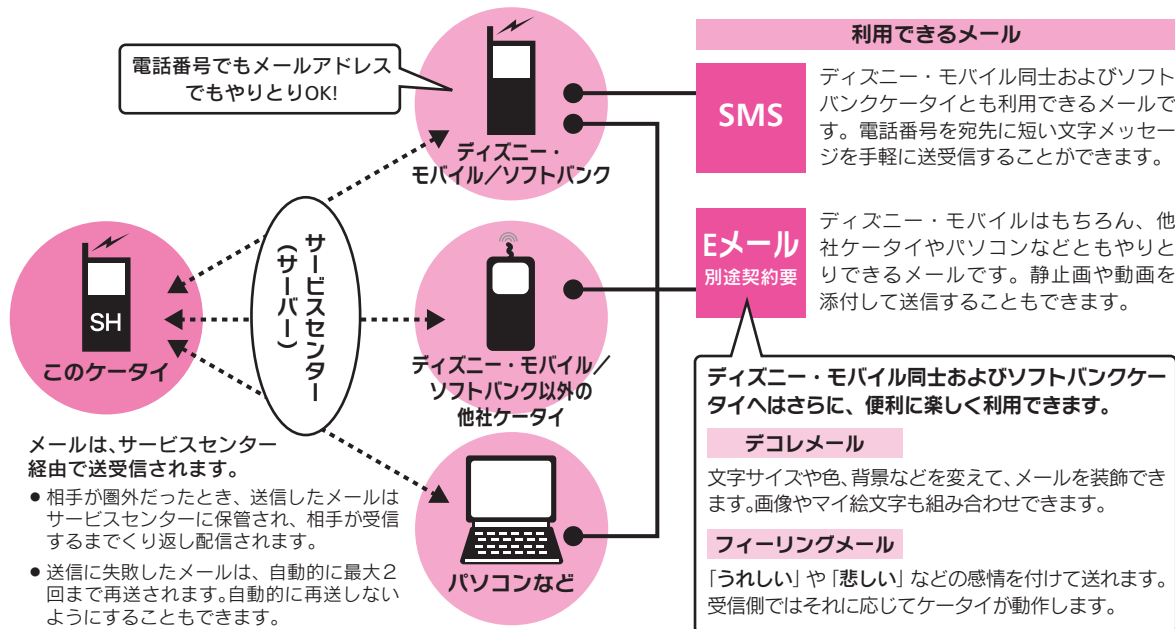 電話番号でもメールアドレス
でもやりとりOK!
ディズニー・
モバイル／ソフトバンク
サービスセンター
（サーバー）
SH
このケータイ
ディズニー・モバイル／
ソフトバンク以外の
他社ケータイ
パソコンなど
メールは、サービスセンター
経由で送受信されます。
● 相手が圏外だったとき、送信したメールは
サービスセンターに保管され、相手が受信
するまでくり返し配信されます。
● 送信に失敗したメールは、自動的に最大2
回まで再送されます。自動的に再送しない
ようにすることもできます。
利用できるメール
SMS
ディズニー・モバイル同士およびソフト
バンクケータイとも利用できるメールで
す。電話番号を宛先に短い文字メッセー
ジを手軽に送受信することができます。
Eメール
別途契約要
ディズニー・モバイルはもちろん、他
社ケータイやパソコンなどともやりと
りできるメールです。静止画や動画を
添付して送信することもできます。
ディズニー・モバイル同士およびソフトバンクケー
タイへはさらに、便利に楽しく利用できます。
デコレメール
文字サイズや色、背景などを変えて、メールを装飾でき
ます。画像やマイ絵文字も組み合わせできます。
フィーリングメール
「うれしい」や「悲しい」などの感情を付けて送れます。
受信側ではそれに応じてケータイが動作します。